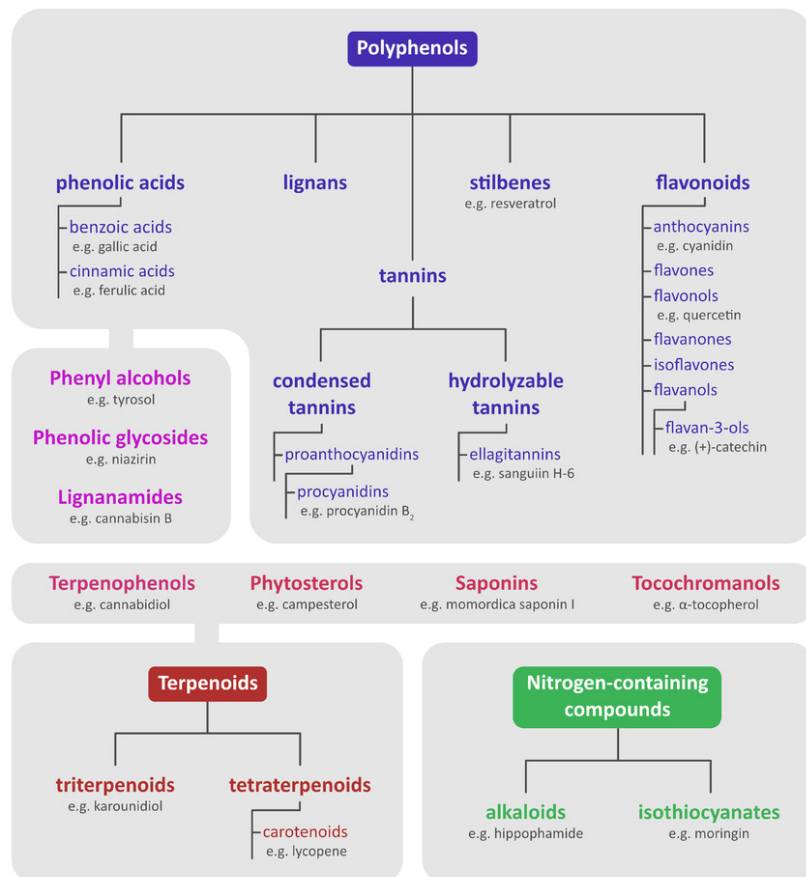 Polyphenols
phenolic acids
benzoic acids
e.g. gallic acid
cinnamic acids
e.g. ferulic acid
lignans
stilbenes
e.g. resveratrol
flavonoids
anthocyanins
e.g. cyanidin
flavones
flavonols
e.g. quercetin
flavanones
isoflavones
flavanols
flavan-3-ols
e.g. (+)-catechin
tannins
condensed
tannins
proanthocyanidins
procyanidins
e.g. procyanidin B₂
hydrolyzable
tannins
ellagitannins
e.g. sanguiin H-6
Phenyl alcohols
e.g. tyrosol
Phenolic glycosides
e.g. niazirin
Lignanamides
e.g. cannabisin B
Terpenophenols
e.g. cannabidiol
Phytosterols
e.g. campesterol
Saponins
e.g. momordica saponin I
Tocochromanols
e.g. α-tocopherol
Terpenoids
triterpenoids
e.g. karounidiol
tetraterpenoids
carotenoids
e.g. lycopene
Nitrogen-containing
compounds
alkaloids
e.g. hippophamide
isothiocyanates
e.g. moringin